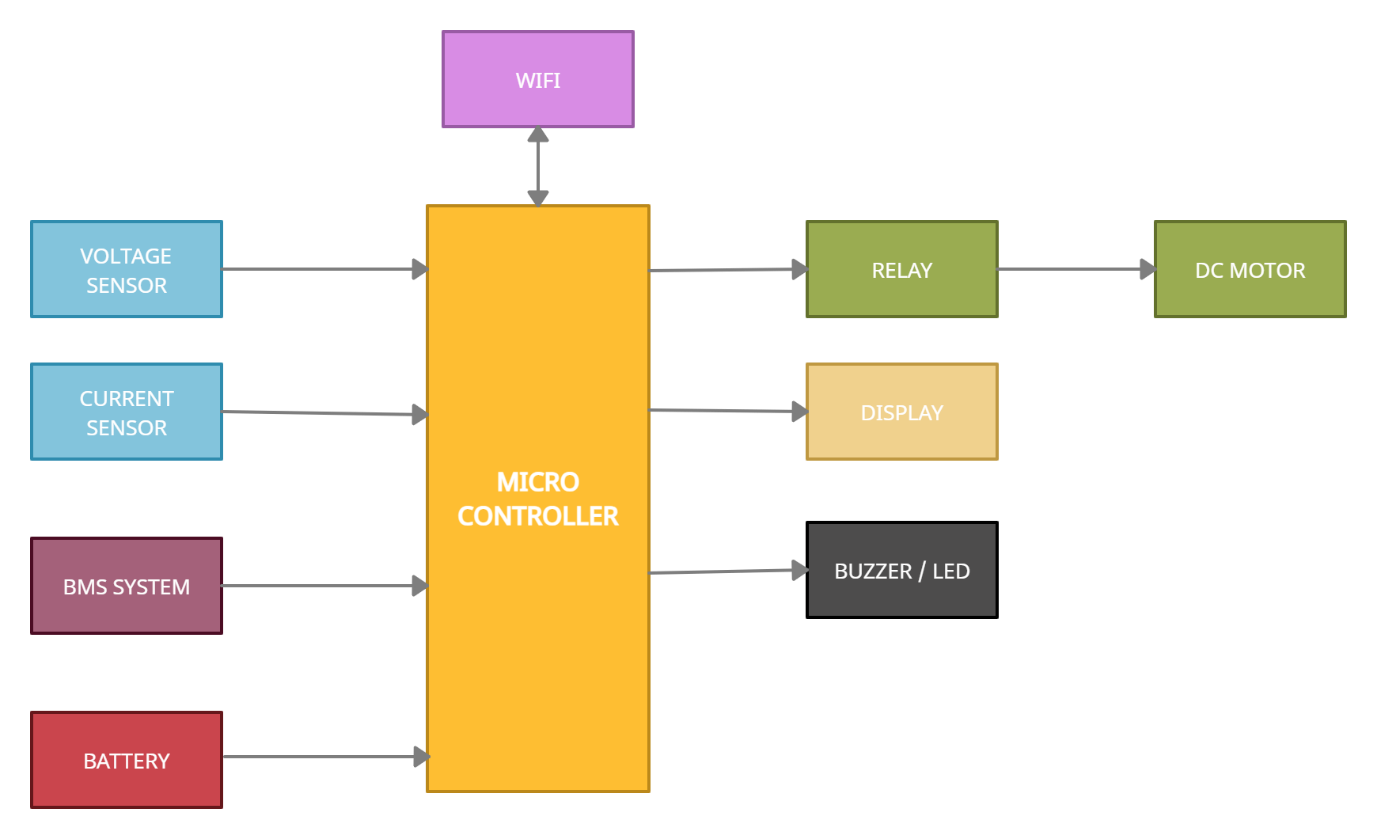 WIFI
VOLTAGE
SENSOR
RELAY
DC MOTOR
CURRENT
SENSOR
DISPLAY
MICRO
CONTROLLER
BMS SYSTEM
BUZZER / LED
BATTERY